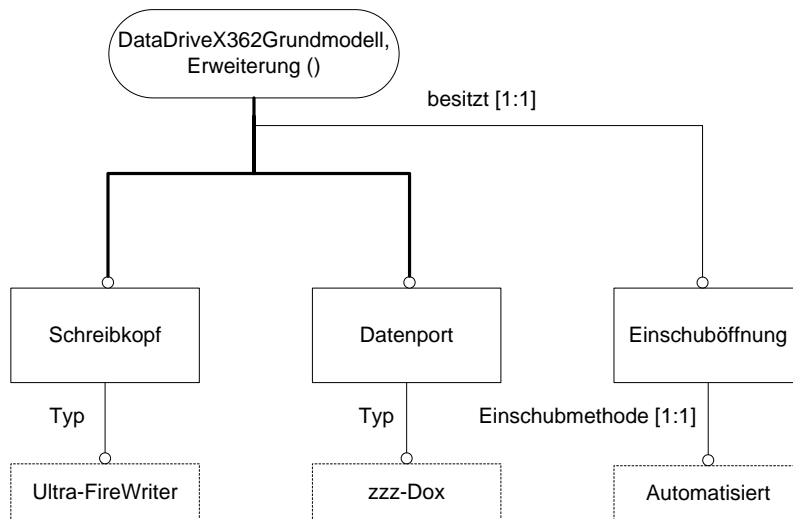 DataDriveX362Grundmodell,
Erweiterung ()
besitzt [1:1]
Schreibkopf
Datenport
Einschuböffnung
Typ
Typ
Einschubmethode [1:1]
Ultra-FireWriter
zzz-Dox
Automatisiert